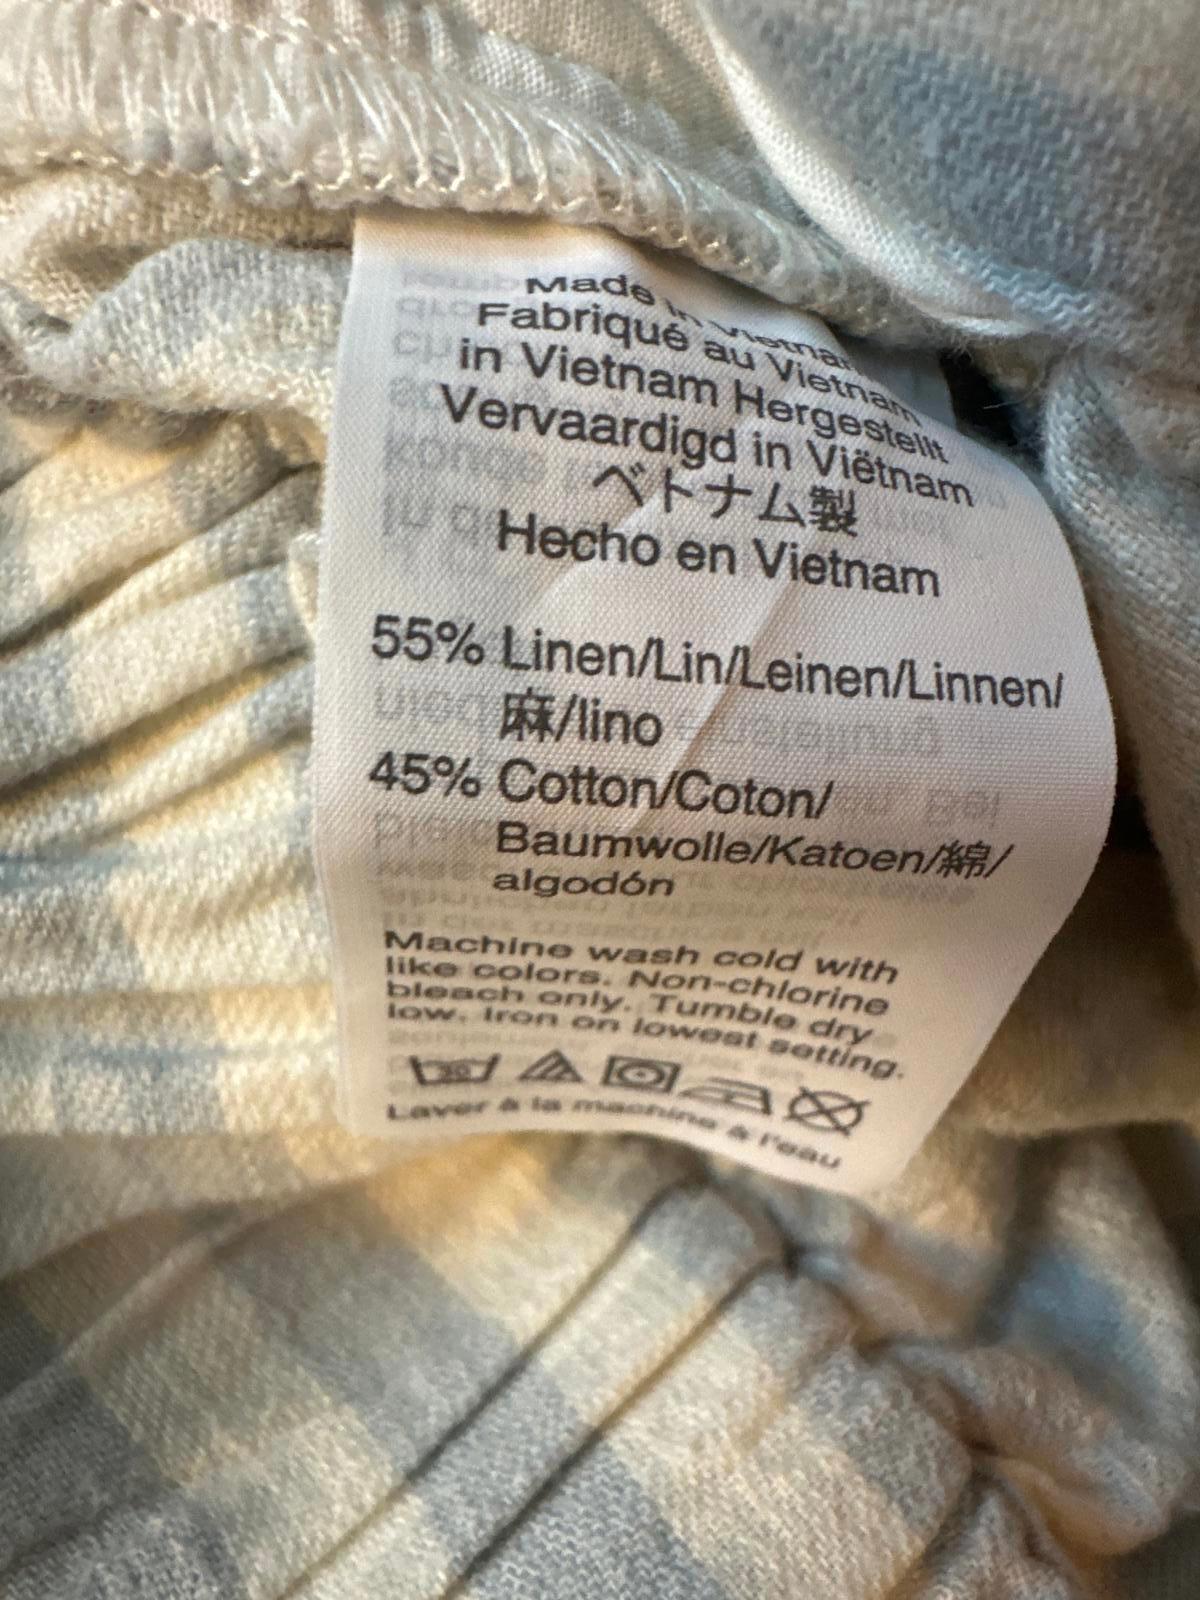 Made in Vietnam
Fabriqué au Vietnam
in Vietnam Hergestellt
Vervaardigd in Viëtnam
ベトナム製
Hecho en Vietnam
55% Linen/Lin/Leinen/Linnen/
麻/lino
45% Cotton/Coton/
Baumwolle/Katoen/綿/
algodón
Machine wash cold with
like colors. Non-chlorine
bleach only. Tumble dry
low. Iron on lowest setting.
30
Laver à la machine à l'eau